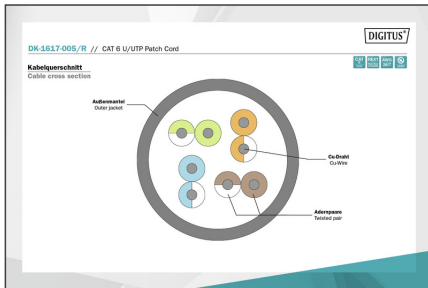 DIGITUS®
DK-1617-005/R // CAT 6 U/UTP Patch Cord
Kabelquerschnitt
Cable cross section
Außenmantel
Outer jacket
Cu-Draht
Cu-Wire
Adernpaare
Twisted pair